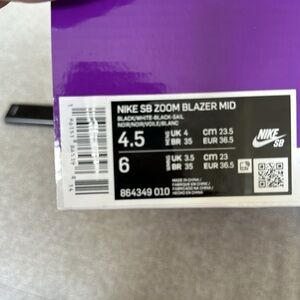 NIKE SB ZOOM BLAZER MID
BLACK/WHITE-BLACK-SAIL
NOIR/NOIR/VOILE/BLANC
4.5 UK 4 CM 23.5
BR 35 EUR 36.5
6 UK 3.5 CM 23
BR 35 EUR 36.5
864349 010
MADE IN CHINA/
FABRIQUÉ EN CHINE/
HECHO EN CHINA
NIKE SB